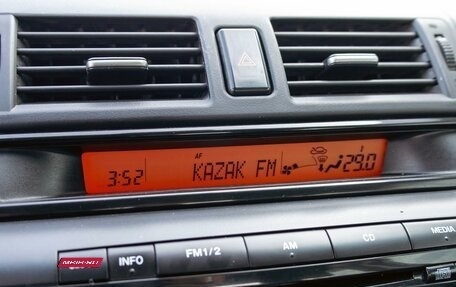 AF
3:52 KAZAK FM 29.0
INFO FM1/2 AM CD MEDIA